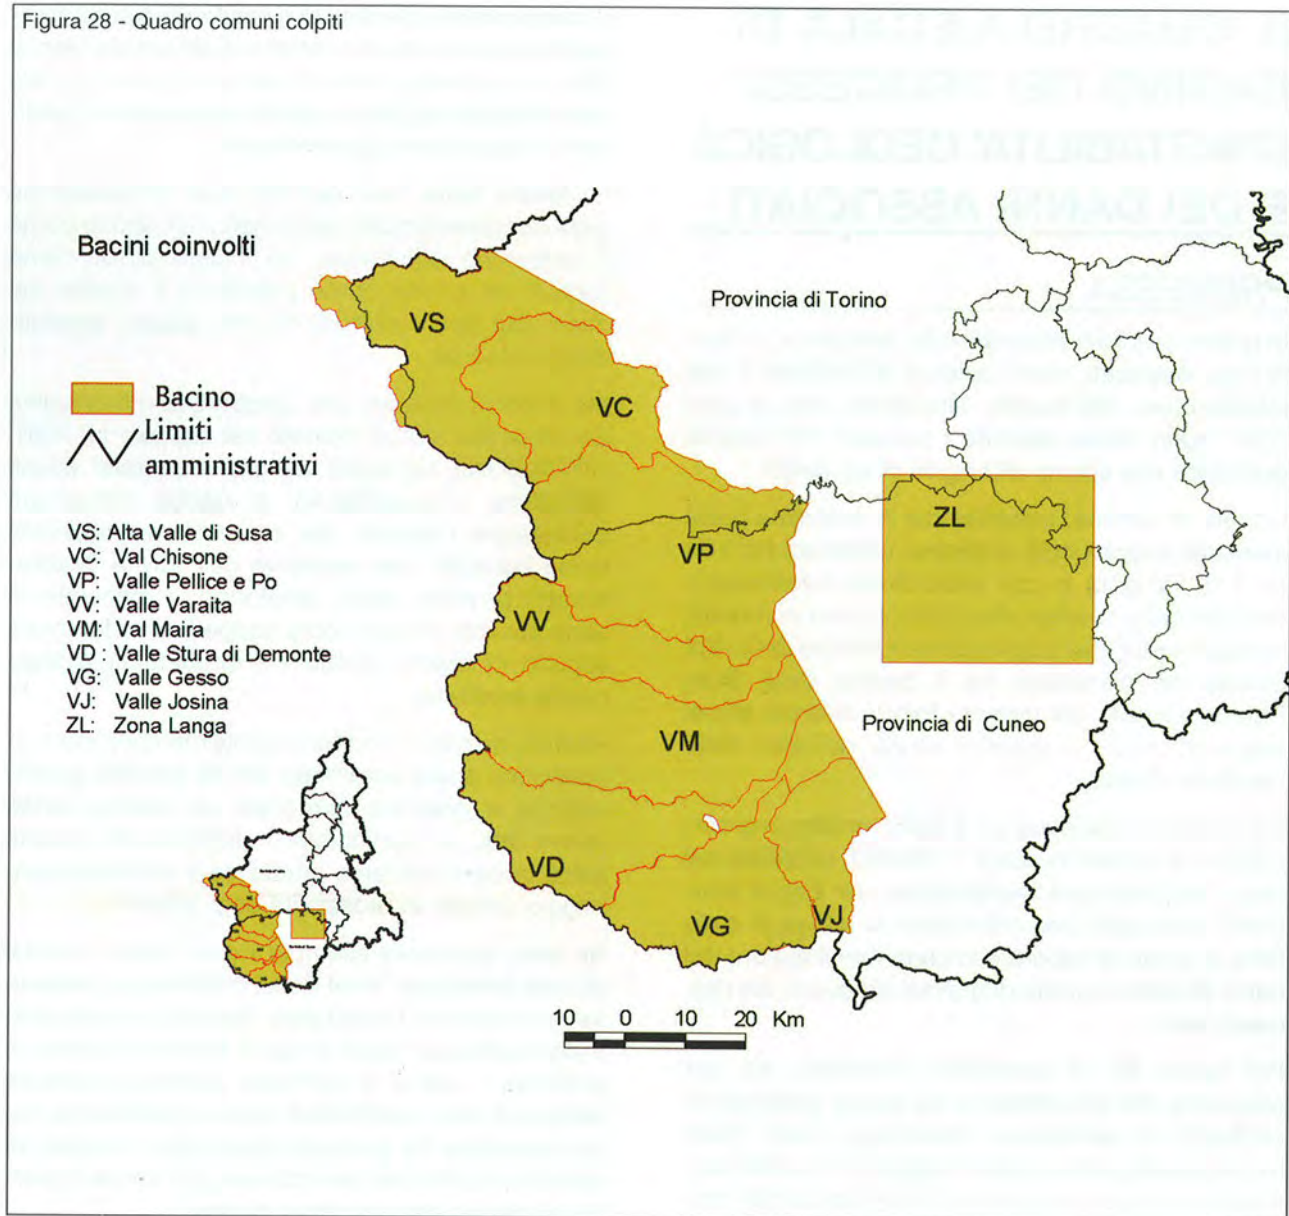 Figura 28 - Quadro comuni colpiti
Bacini coinvolti
Bacino
Limiti
amministrativi
VS: Alta Valle di Susa
VC: Val Chisone
VP: Valle Pellice e Po
VV: Valle Varaita
VM: Val Maira
VD : Valle Stura di Demonte
VG: Valle Gesso
VJ: Valle Josina
ZL: Zona Langa
VS
VC
VP
VV
VM
VD
VG
VJ
ZL
Provincia di Torino
Provincia di Cuneo
10 0 10 20 Km